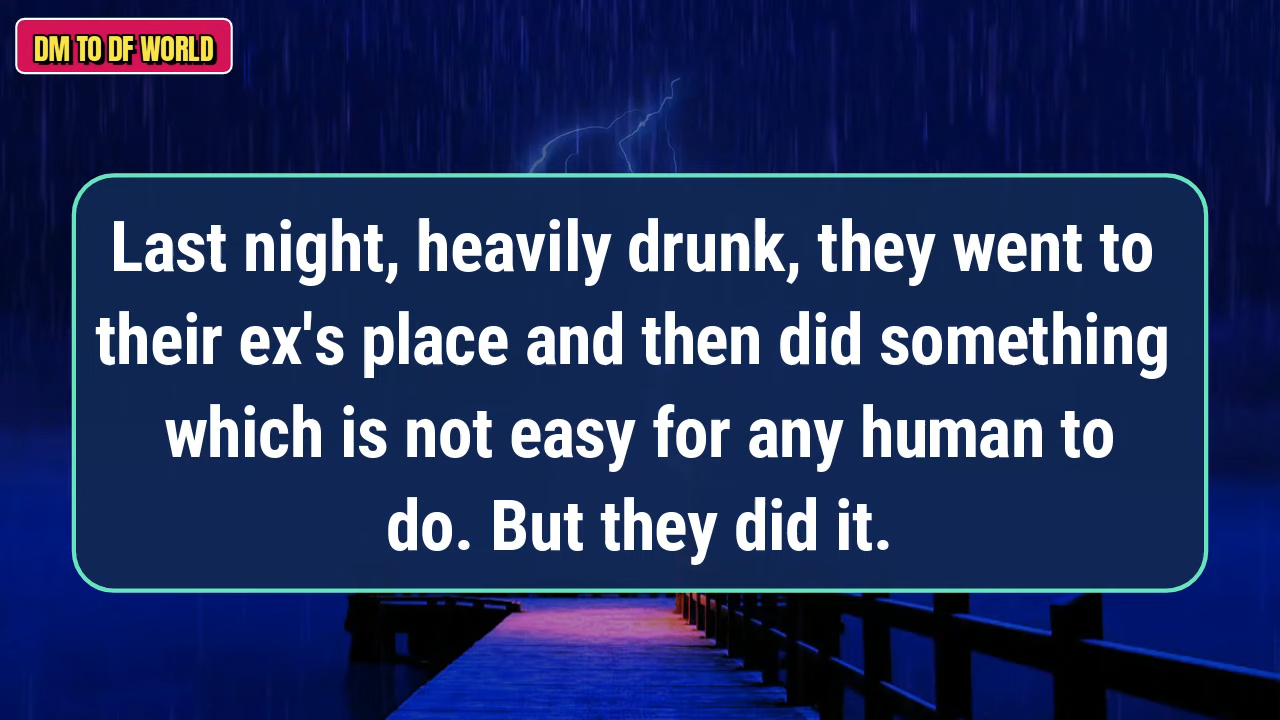 DM TO DF WORLD
Last night, heavily drunk, they went to
their ex's place and then did something
which is not easy for any human to
do. But they did it.